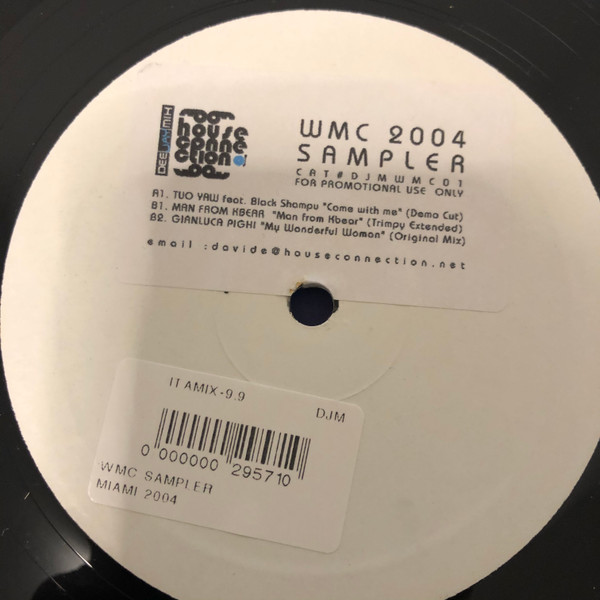 DEEJAYMIX
house
connection
WMC 2004
SAMPLER
CAT#DJMWMC01
FOR PROMOTIONAL USE ONLY
A1. TUO YAW feat. Black Shampu "Come with me" (Demo Cut)
B1. MAN FROM KBEAR "Man from Kbear" (Trimpy Extended)
B2. GIANLUCA PIGHI "My Wonderful Woman" (Original Mix)
email :davide@houseconnection.net
ITAMIX-9.9
DJM
0 000000 295710
WMC SAMPLER
MIAMI 2004